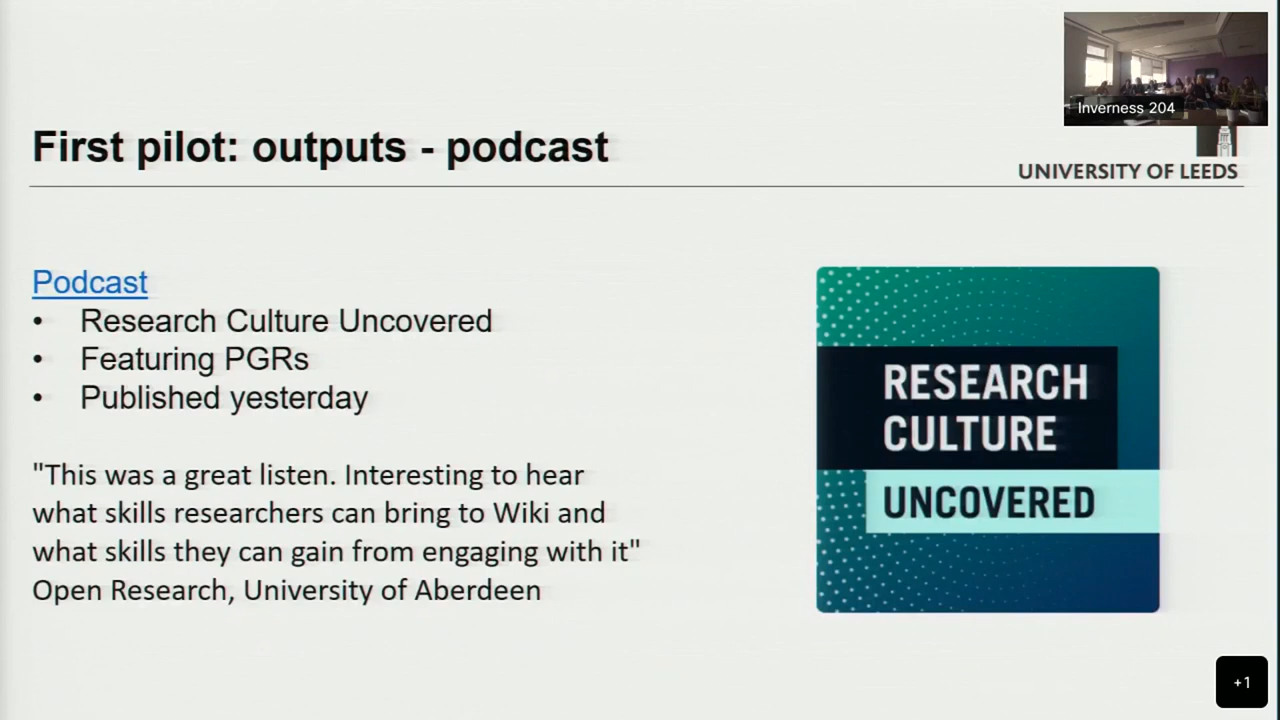 Inverness 204
First pilot: outputs - podcast
UNIVERSITY OF LEEDS
Podcast
• Research Culture Uncovered
• Featuring PGRs
• Published yesterday
"This was a great listen. Interesting to hear
what skills researchers can bring to Wiki and
what skills they can gain from engaging with it"
Open Research, University of Aberdeen
RESEARCH
CULTURE
UNCOVERED
+1